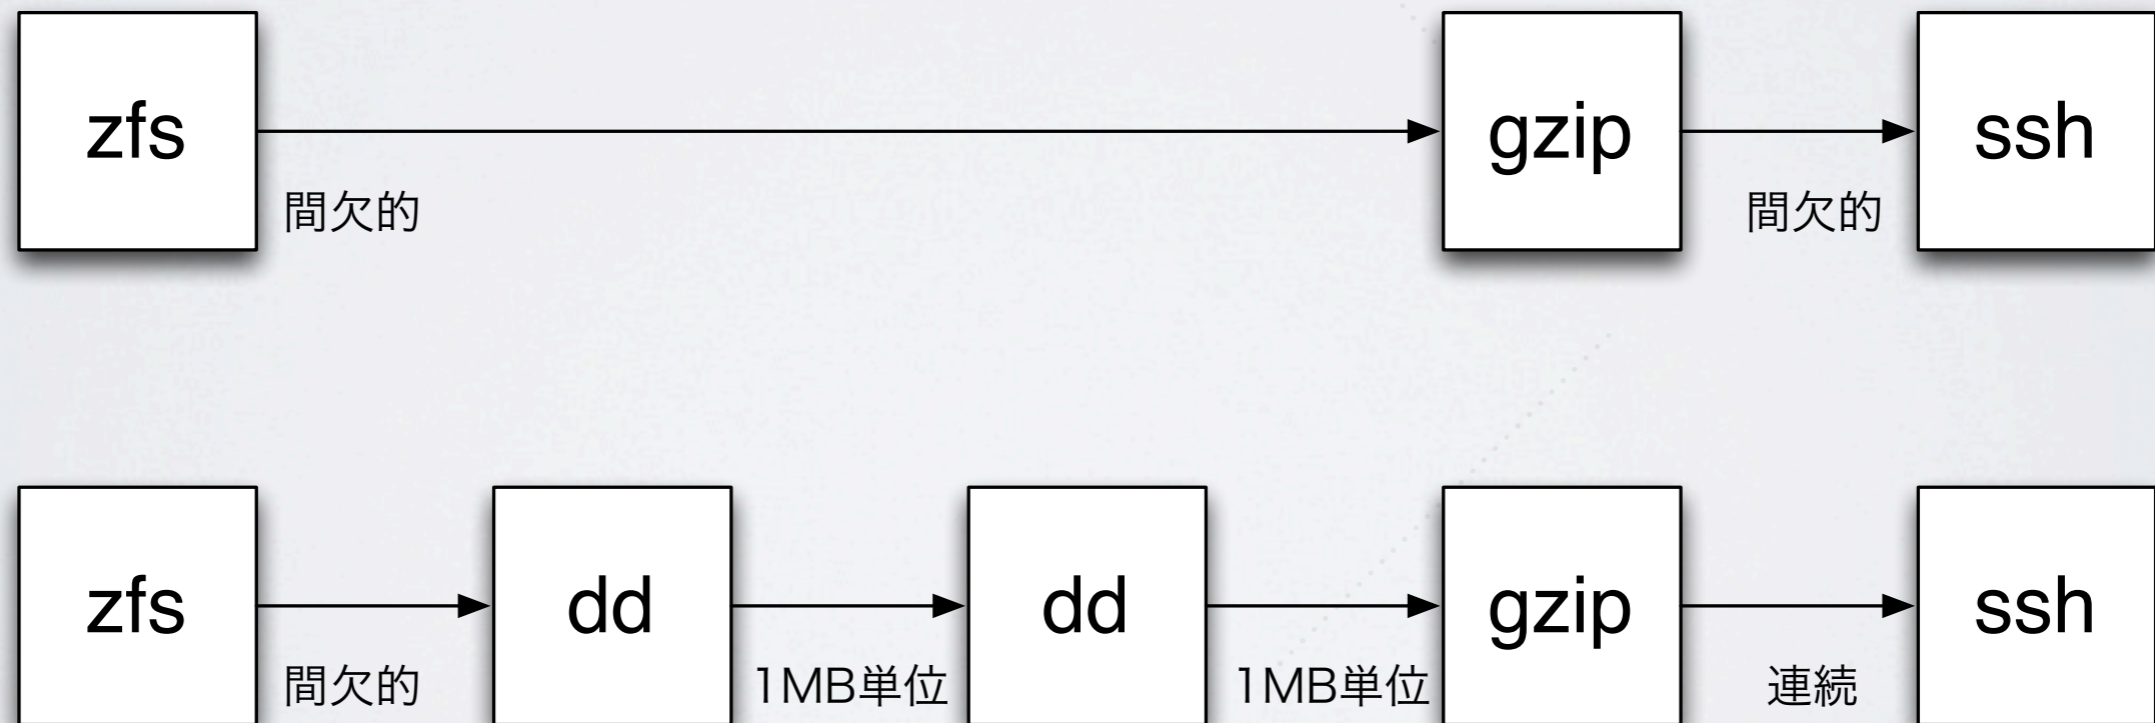 zfs
gzip
ssh
間欠的
間欠的
zfs
dd
dd
gzip
ssh
間欠的
1MB単位
1MB単位
連続